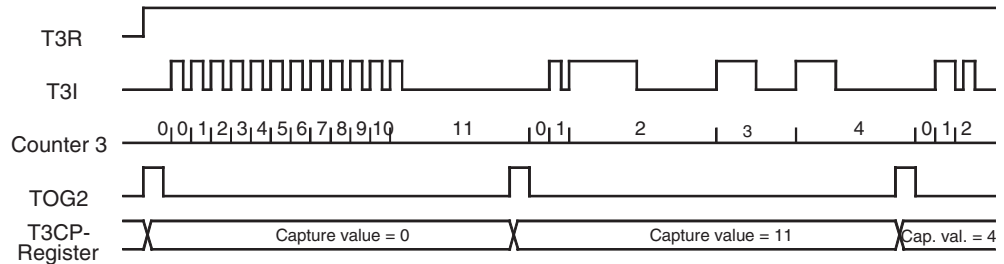 T3R
T3I
Counter 3
0 0 1 2 3 4 5 6 7 8 9 10 11 0 1 2 3 4 0 1 2
TOG2
T3CP-
Register
Capture value = 0
Capture value = 11
Cap. val. = 4